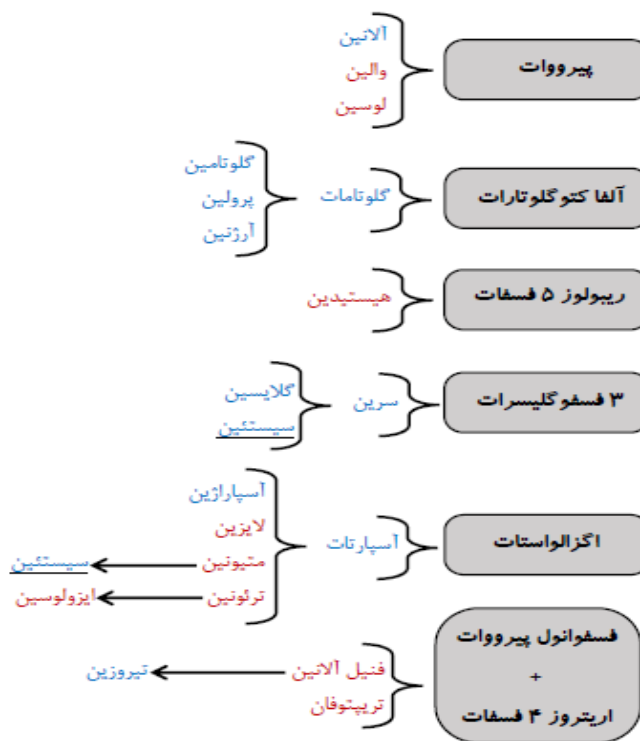 پیرووات
آلانین
والین
لوسین
آلفا کتوگلوتارات
گلوتامات
گلوتامین
پرولین
آرژنین
ریبولوز ۵ فسفات
هیستیدین
۳ فسفوگلیسرات
سرین
گلایسین
سیستئین
اگزالواستات
آسپارتات
آسپاراژین
لایزین
متیونین
سیستئین
ترئونین
ایزولوسین
فسفوانول پیرووات
+
اریتروز ۴ فسفات
فنیل آلانین
تیروزین
تریپتوفان